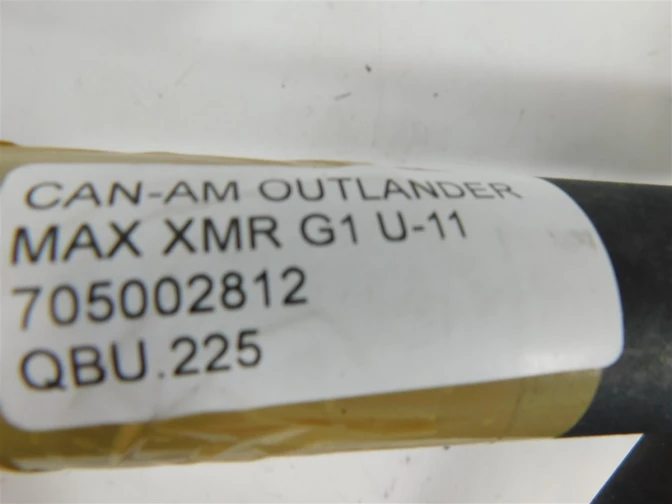 CAN-AM OUTLANDER
MAX XMR G1 U-11
705002812
QBU.225